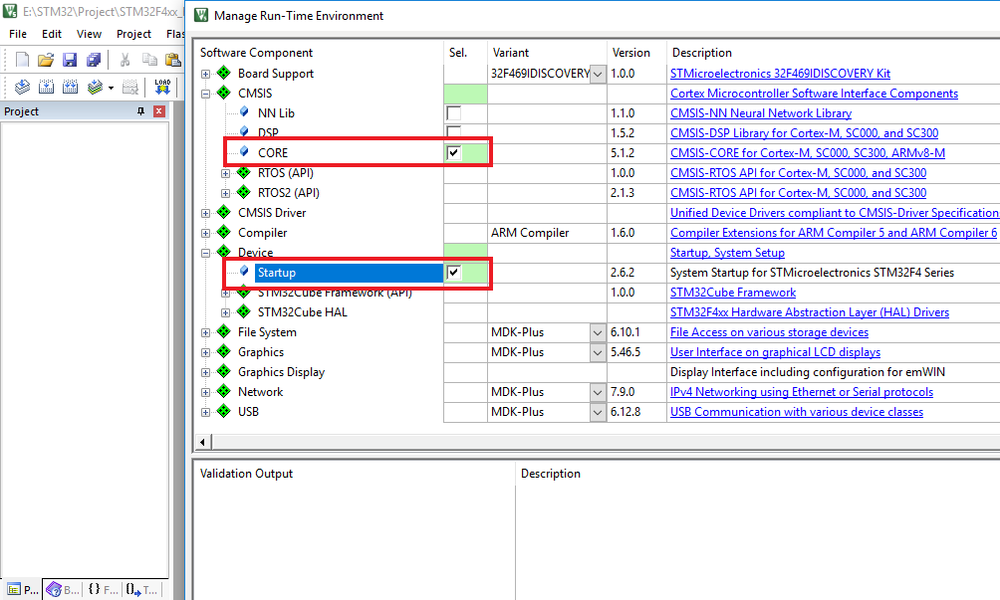 E:\STM32\Project\STM32F4xx_
Manage Run-Time Environment
File Edit View Project Flas
LOAD
Project
Software Component Sel. Variant Version Description
Board Support 32F469IDISCOVERY 1.0.0 STMicroelectronics 32F469IDISCOVERY Kit
CMSIS Cortex Microcontroller Software Interface Components
NN Lib 1.1.0 CMSIS-NN Neural Network Library
DSP 1.5.2 CMSIS-DSP Library for Cortex-M, SC000, and SC300
CORE 5.1.2 CMSIS-CORE for Cortex-M, SC000, SC300, ARMv8-M
RTOS (API) 1.0.0 CMSIS-RTOS API for Cortex-M, SC000, and SC300
RTOS2 (API) 2.1.3 CMSIS-RTOS API for Cortex-M, SC000, and SC300
CMSIS Driver Unified Device Drivers compliant to CMSIS-Driver Specification
Compiler ARM Compiler 1.6.0 Compiler Extensions for ARM Compiler 5 and ARM Compiler 6
Device Startup, System Setup
Startup 2.6.2 System Startup for STMicroelectronics STM32F4 Series
STM32Cube Framework (API) 1.0.0 STM32Cube Framework
STM32Cube HAL STM32F4xx Hardware Abstraction Layer (HAL) Drivers
File System MDK-Plus 6.10.1 File Access on various storage devices
Graphics MDK-Plus 5.46.5 User Interface on graphical LCD displays
Graphics Display Display Interface including configuration for emWIN
Network MDK-Plus 7.9.0 IPv4 Networking using Ethernet or Serial protocols
USB MDK-Plus 6.12.8 USB Communication with various device classes
Validation Output Description
P... B... {} F... T...